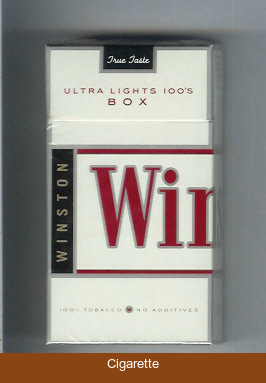 True Taste
ULTRA LIGHTS 100'S
BOX
WINSTON
Win
100% TOBACCO W NO ADDITIVES
Cigarette